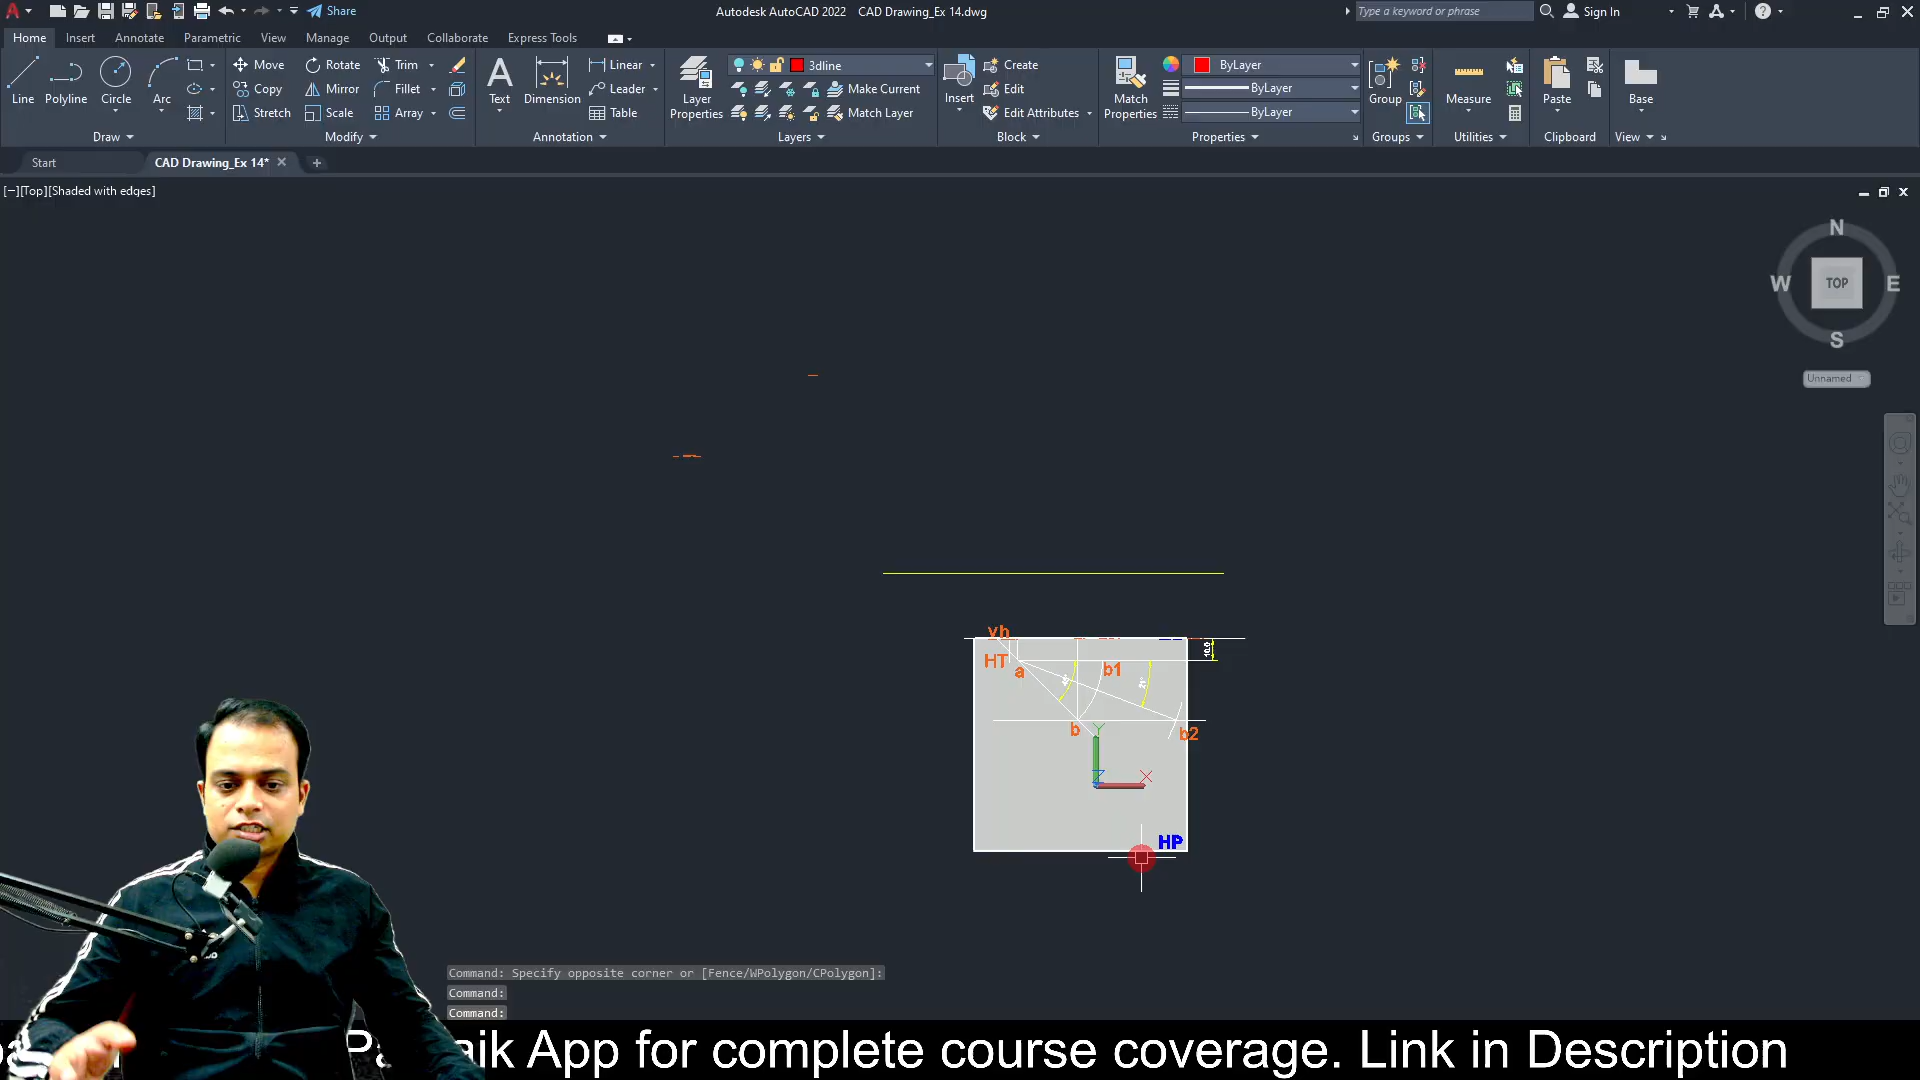 Share
Autodesk AutoCAD 2022 CAD Drawing_Ex 14.dwg
Type a keyword or phrase
Sign In
Home Insert Annotate Parametric View Manage Output Collaborate Express Tools
Line Polyline Circle Arc
Move Rotate Trim
Copy Mirror Fillet
Stretch Scale Array
Text Dimension
Linear
Leader
Table
Layer Properties
3dline
Make Current
Match Layer
Insert
Create
Edit
Edit Attributes
Match Properties
ByLayer
ByLayer
ByLayer
Group
Measure
Paste
Base
Draw Modify Annotation Layers Block Properties Groups Utilities Clipboard View
Start CAD Drawing_Ex 14*
[−][Top][Shaded with edges]
N
W TOP E
S
Unnamed
HT
a
b1
b
b2
Y
Z
X
HP
Command: Specify opposite corner or [Fence/WPolygon/CPolygon]:
Command:
Command:
App for complete course coverage. Link in Description